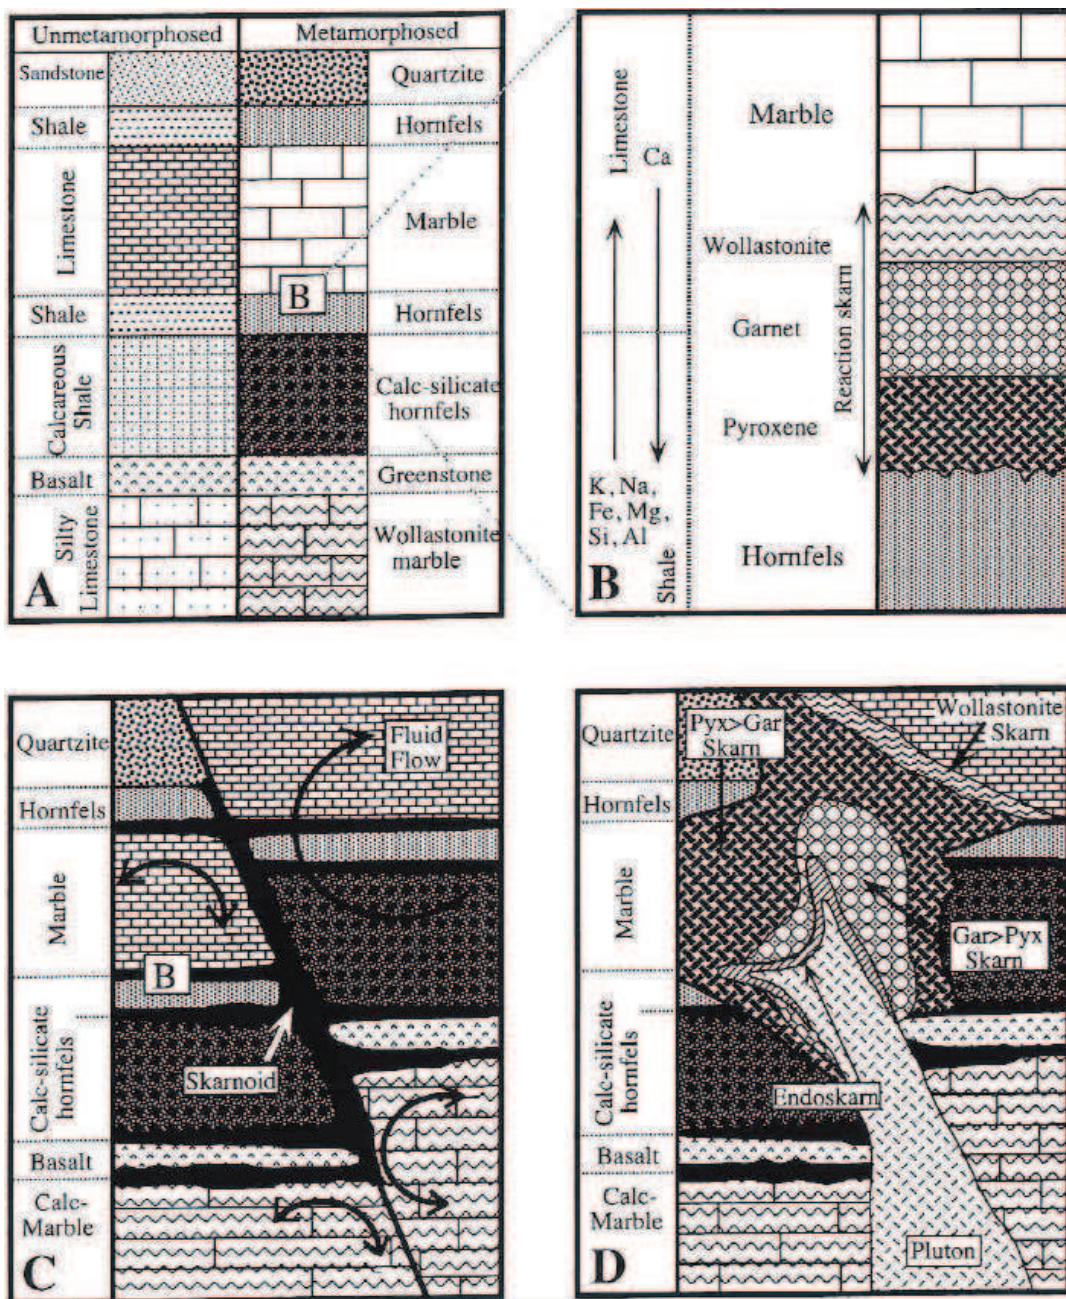 Unmetamorphosed
Metamorphosed
Sandstone
Quartzite
Shale
Hornfels
Limestone
Marble
B
Shale
Hornfels
Calcareous
Shale
Calc-silicate
hornfels
Basalt
Greenstone
Silty
Limestone
Wollastonite
marble
A
Limestone
Ca
Marble
Wollastonite
Garnet
Reaction skarn
Pyroxene
K, Na,
Fe, Mg,
Si, Al
Shale
Hornfels
B
Quartzite
Fluid
Flow
Hornfels
Marble
B
Calc-silicate
hornfels
Skarnoid
Basalt
Calc-
Marble
C
Quartzite
Pyx>Gar
Skarn
Wollastonite
Skarn
Hornfels
Marble
Gar>Pyx
Skarn
Calc-silicate
hornfels
Endoskarn
Basalt
Calc-
Marble
Pluton
D